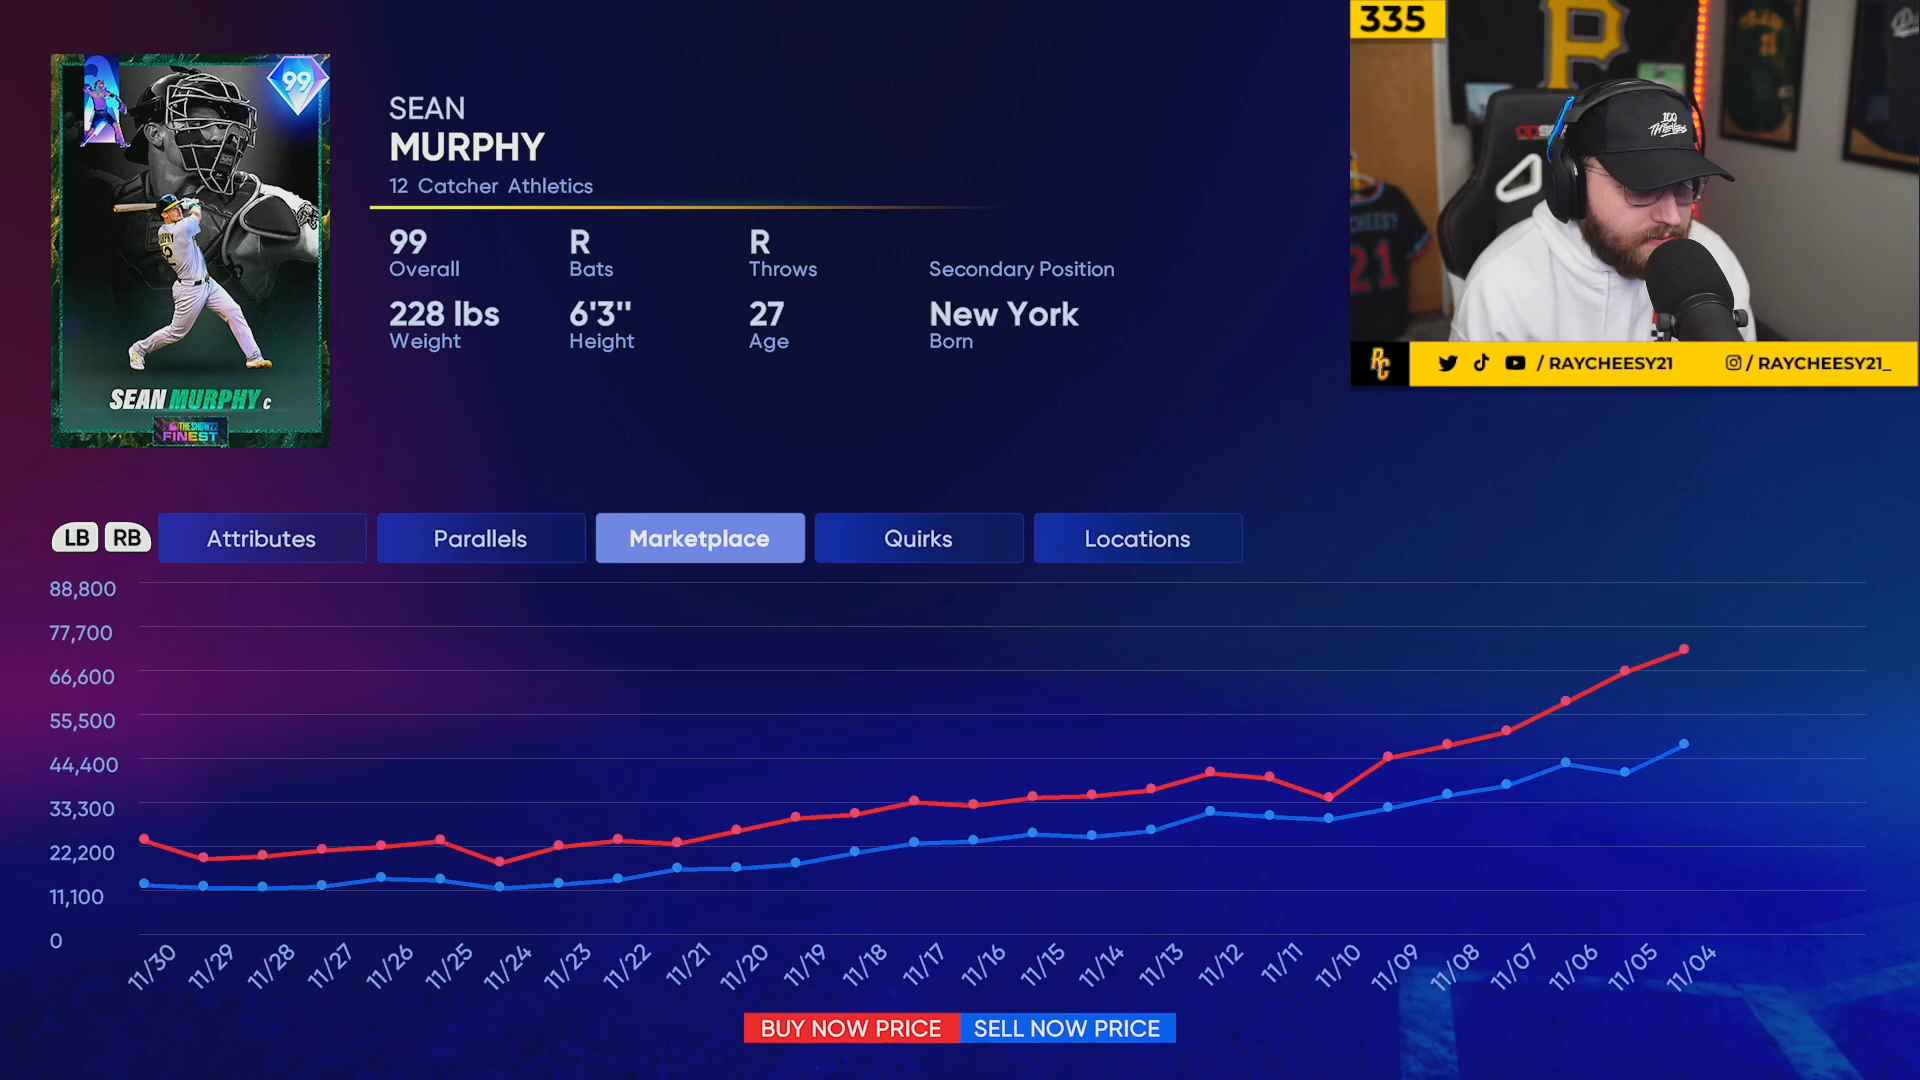 335
99
SEAN
MURPHY
12 Catcher Athletics
99
Overall
R
Bats
R
Throws
Secondary Position
228 lbs
Weight
6'3"
Height
27
Age
New York
Born
SEAN MURPHY C
THE SHOW 22
FINEST
100
THIEVES
21
P
RC
/ RAYCHEESY21
/ RAYCHEESY21_
LB RB
Attributes
Parallels
Marketplace
Quirks
Locations
88,800
77,700
66,600
55,500
44,400
33,300
22,200
11,100
0
11/30 11/29 11/28 11/27 11/26 11/25 11/24 11/23 11/22 11/21 11/20 11/19 11/18 11/17 11/16 11/15 11/14 11/13 11/12 11/11 11/10 11/09 11/08 11/07 11/06 11/05 11/04
BUY NOW PRICE SELL NOW PRICE